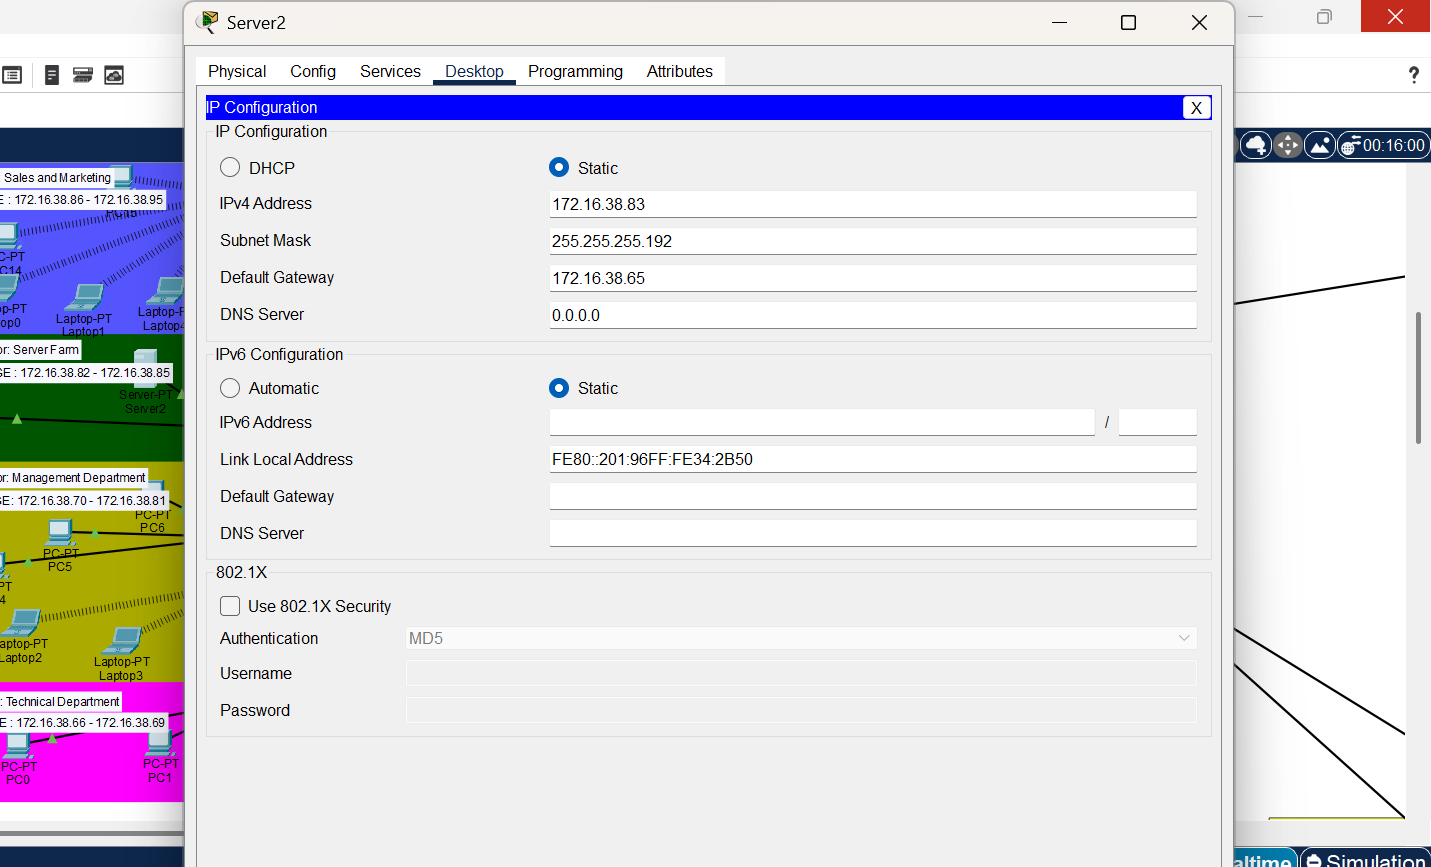 Server2
Physical Config Services Desktop Programming Attributes
?
IP Configuration X
IP Configuration
DHCP Static
IPv4 Address 172.16.38.83
Subnet Mask 255.255.255.192
Default Gateway 172.16.38.65
DNS Server 0.0.0.0
IPv6 Configuration
Automatic Static
IPv6 Address /
Link Local Address FE80::201:96FF:FE34:2B50
Default Gateway
DNS Server
802.1X
Use 802.1X Security
Authentication MD5
Username
Password
00:16:00
Sales and Marketing
E : 172.16.38.86 - 172.16.38.95
PC15
C-PT
C14
p-PT
op0
Laptop-PT
Laptop1
Laptop-P
Laptop4
or: Server Farm
GE : 172.16.38.82 - 172.16.38.85
Server-PT
Server2
or: Management Department
GE : 172.16.38.70 - 172.16.38.81
PC-PT
PC6
PC-PT
PC5
PT
4
aptop-PT
Laptop2
Laptop-PT
Laptop3
: Technical Department
E : 172.16.38.66 - 172.16.38.69
PC-PT
PC0
PC-PT
PC1
altime Simulation